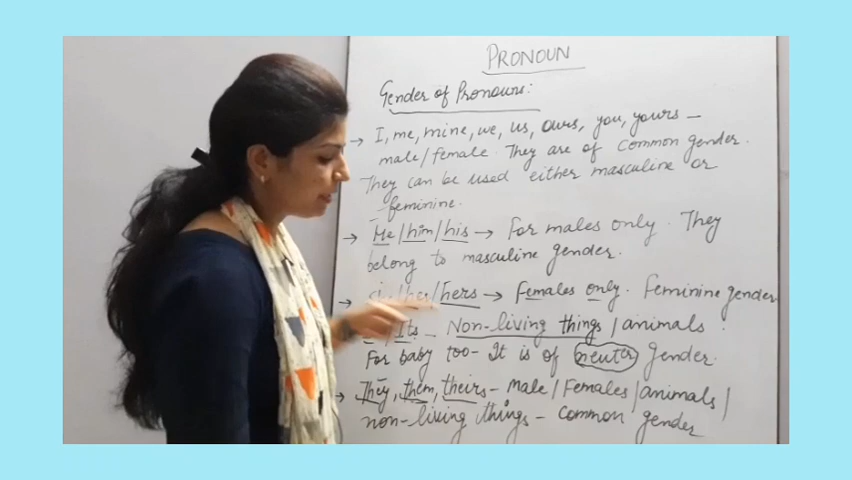 PRONOUN
Gender of Pronouns:
→ I, me, mine, we, us, ours, you, yours –
male/female. They are of common gender.
They can be used either masculine or
feminine.
→ Me/him/his → For males only. They
belong to masculine gender.
→ /her/hers → Females only. Feminine gender
/Its – Non-living things/animals.
For baby too – It is of neuter Gender.
→ They, them, theirs – Male/Females/animals/
non-living things – common gender